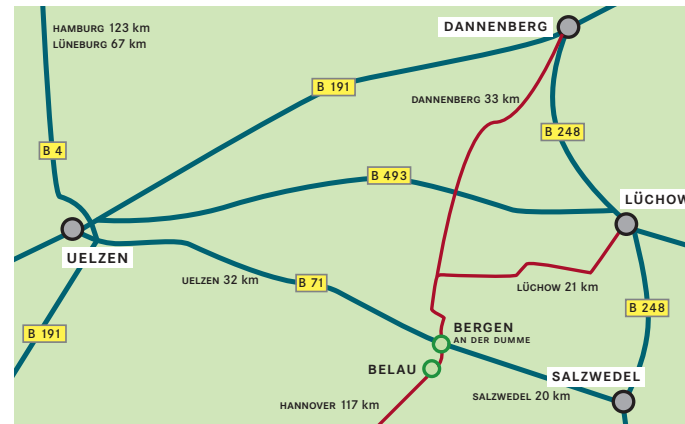 HAMBURG 123 km
LÜNEBURG 67 km
DANNENBERG
B 191
DANNENBERG 33 km
B 248
B 4
B 493
LÜCHOW
UELZEN
UELZEN 32 km
B 71
LÜCHOW 21 km
B 248
B 191
BERGEN
AN DER DUMME
BELAU
SALZWEDEL
SALZWEDEL 20 km
HANNOVER 117 km